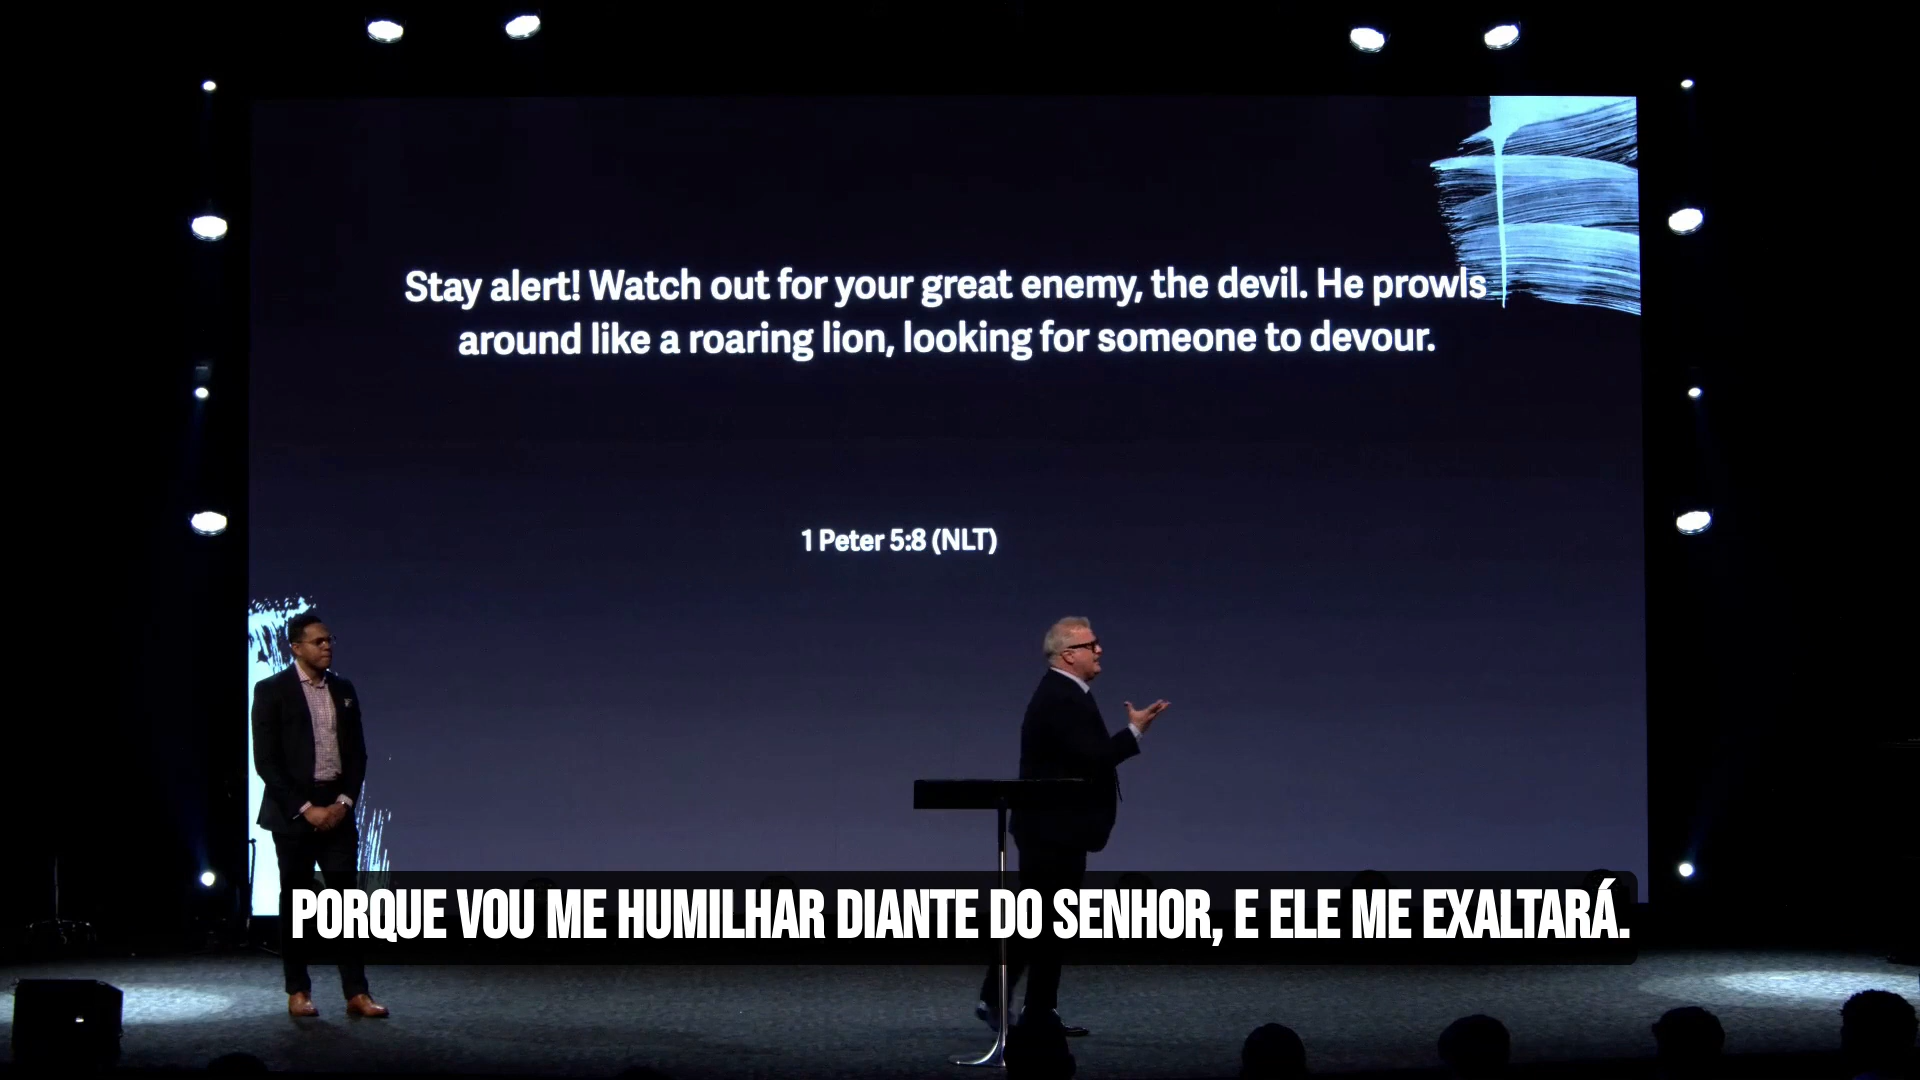 Stay alert! Watch out for your great enemy, the devil. He prowls
around like a roaring lion, looking for someone to devour.
1 Peter 5:8 (NLT)
PORQUE VOU ME HUMILHAR DIANTE DO SENHOR, E ELE ME EXALTARÁ.